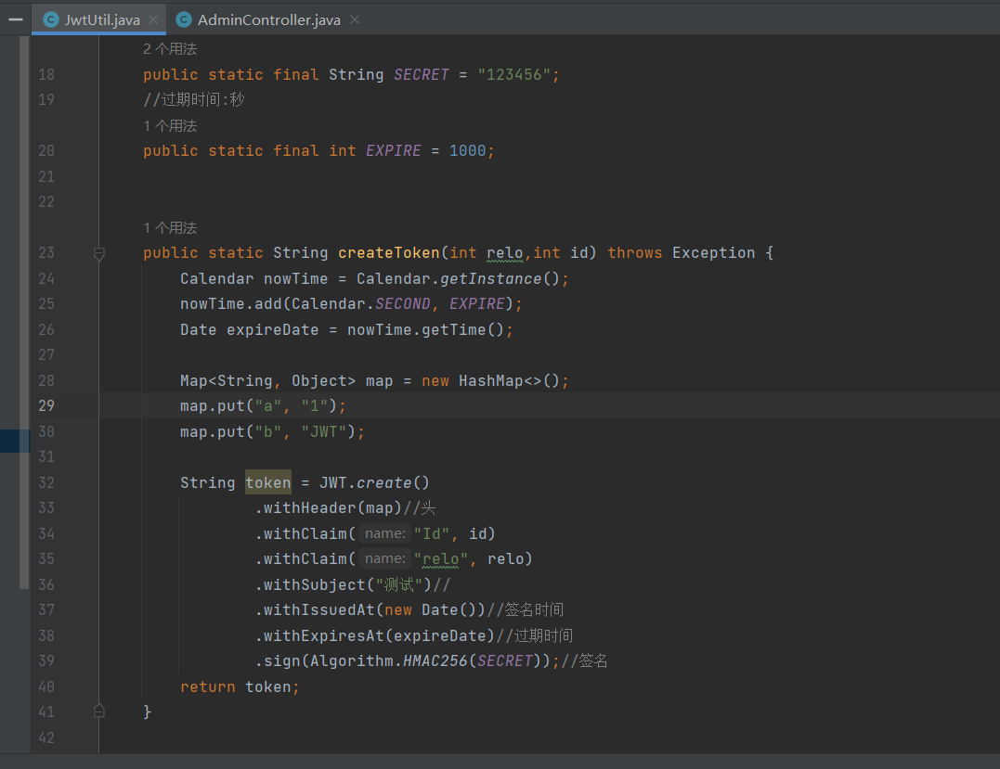 JwtUtil.java AdminController.java
2 个用法
18 public static final String SECRET = "123456";
19 //过期时间:秒
1 个用法
20 public static final int EXPIRE = 1000;
21
22
1 个用法
23 public static String createToken(int relo,int id) throws Exception {
24 Calendar nowTime = Calendar.getInstance();
25 nowTime.add(Calendar.SECOND, EXPIRE);
26 Date expireDate = nowTime.getTime();
27
28 Map<String, Object> map = new HashMap<>();
29 map.put("a", "1");
30 map.put("b", "JWT");
31
32 String token = JWT.create()
33 .withHeader(map)//头
34 .withClaim( name: "Id", id)
35 .withClaim( name: "relo", relo)
36 .withSubject("测试")//
37 .withIssuedAt(new Date())//签名时间
38 .withExpiresAt(expireDate)//过期时间
39 .sign(Algorithm.HMAC256(SECRET));//签名
40 return token;
41 }
42